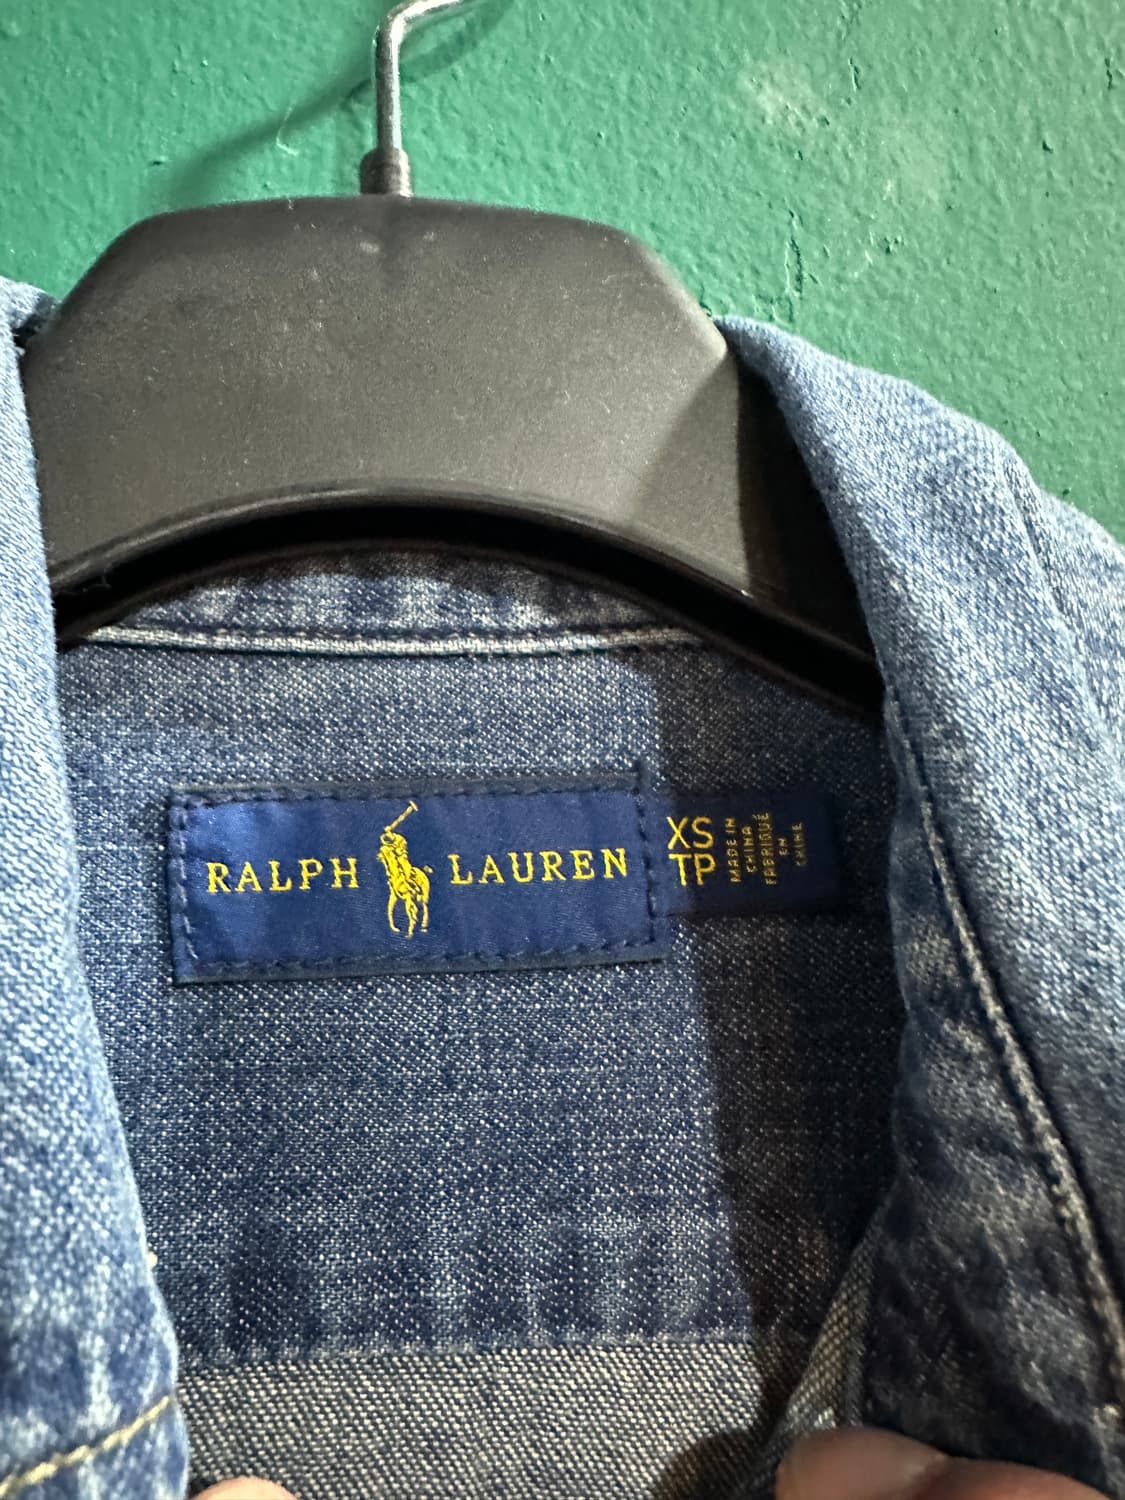 RALPH LAUREN
XS
TP
MADE IN
CHINA
FABRIQUÉ
EN
CHINE